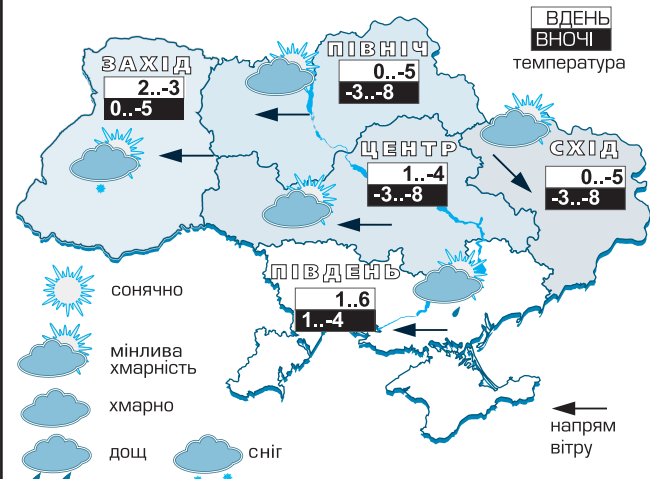 ВДЕНЬ
ВНОЧІ
температура
ПІВНІЧ
0..-5
-3..-8
ЗАХІД
2..-3
0..-5
ЦЕНТР
1..-4
-3..-8
СХІД
0..-5
-3..-8
ПІВДЕНЬ
1..6
1..-4
сонячно
мінлива
хмарність
хмарно
дощ
сніг
напрям
вітру